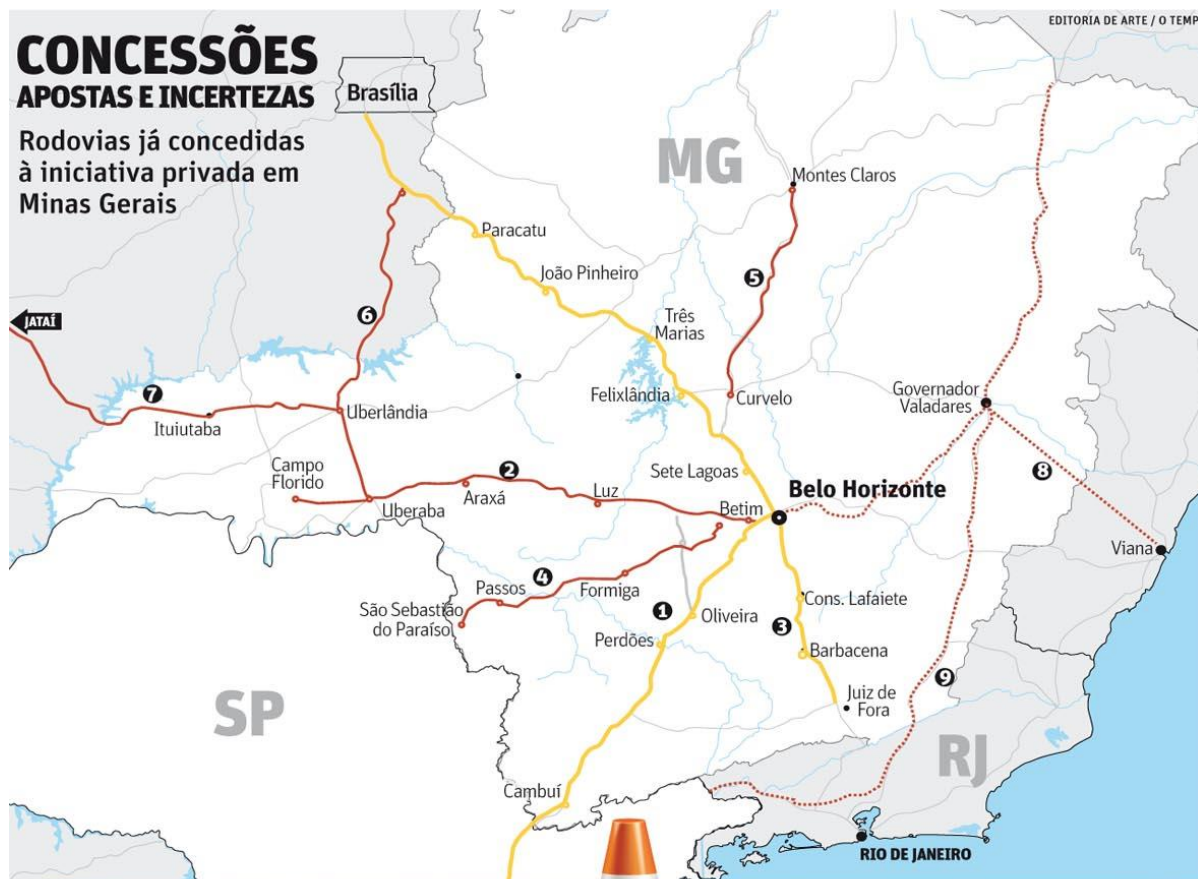 EDITORIA DE ARTE / O TEMP
CONCESSÕES
APOSTAS E INCERTEZAS
Rodovias já concedidas
à iniciativa privada em
Minas Gerais
Brasília
MG
Montes Claros
Paracatu
João Pinheiro
5
6
JATAÍ
Três
Marias
7
Ituiutaba
Uberlândia
Felixlândia
Curvelo
Governador
Valadares
Campo
Florido
Uberaba
2
Araxá
Luz
Sete Lagoas
Betim
Belo Horizonte
8
Viana
4
Passos
Formiga
São Sebastião
do Paraíso
1
Oliveira
Perdões
Cons. Lafaiete
3
Barbacena
9
Juiz de
Fora
SP
RJ
Cambuí
RIO DE JANEIRO